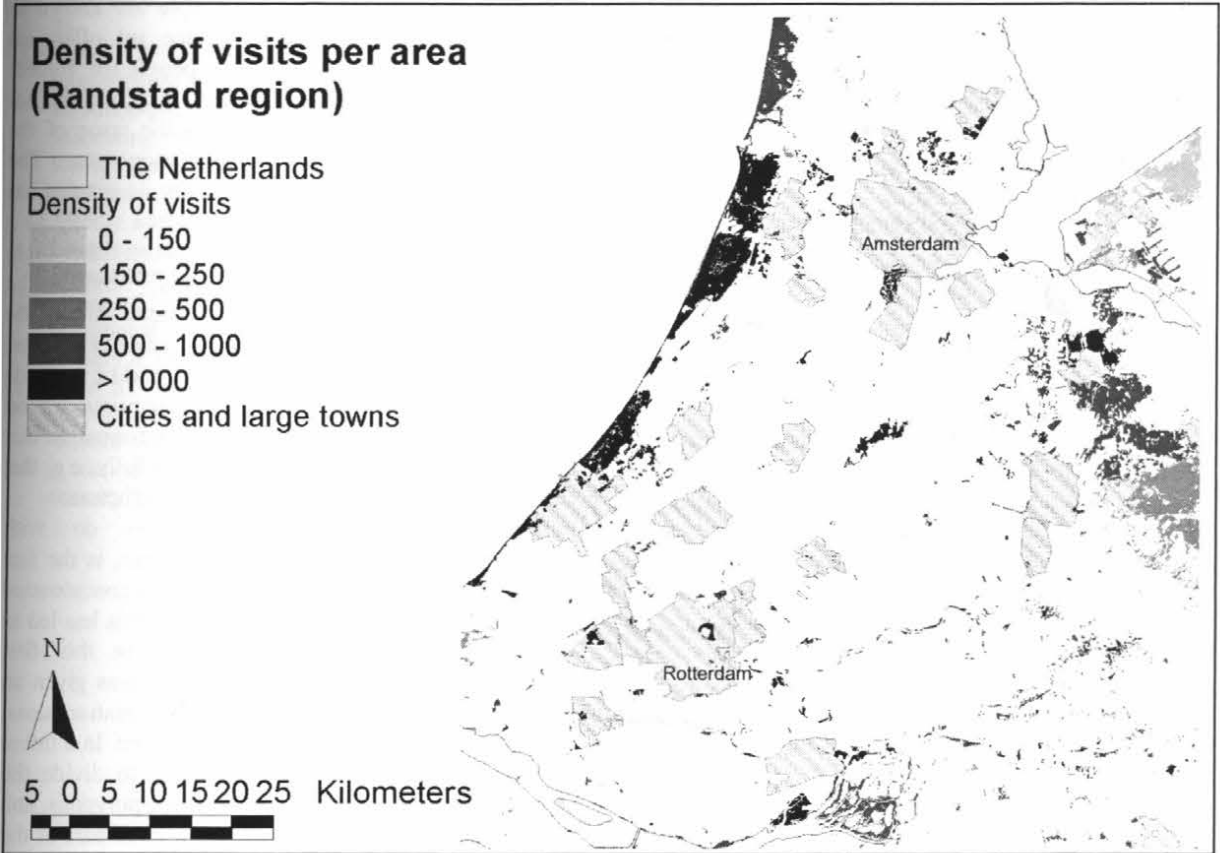 Density of visits per area
(Randstad region)
The Netherlands
Density of visits
0 - 150
150 - 250
250 - 500
500 - 1000
> 1000
Cities and large towns
Amsterdam
Rotterdam
N
5 0 5 10 15 20 25 Kilometers